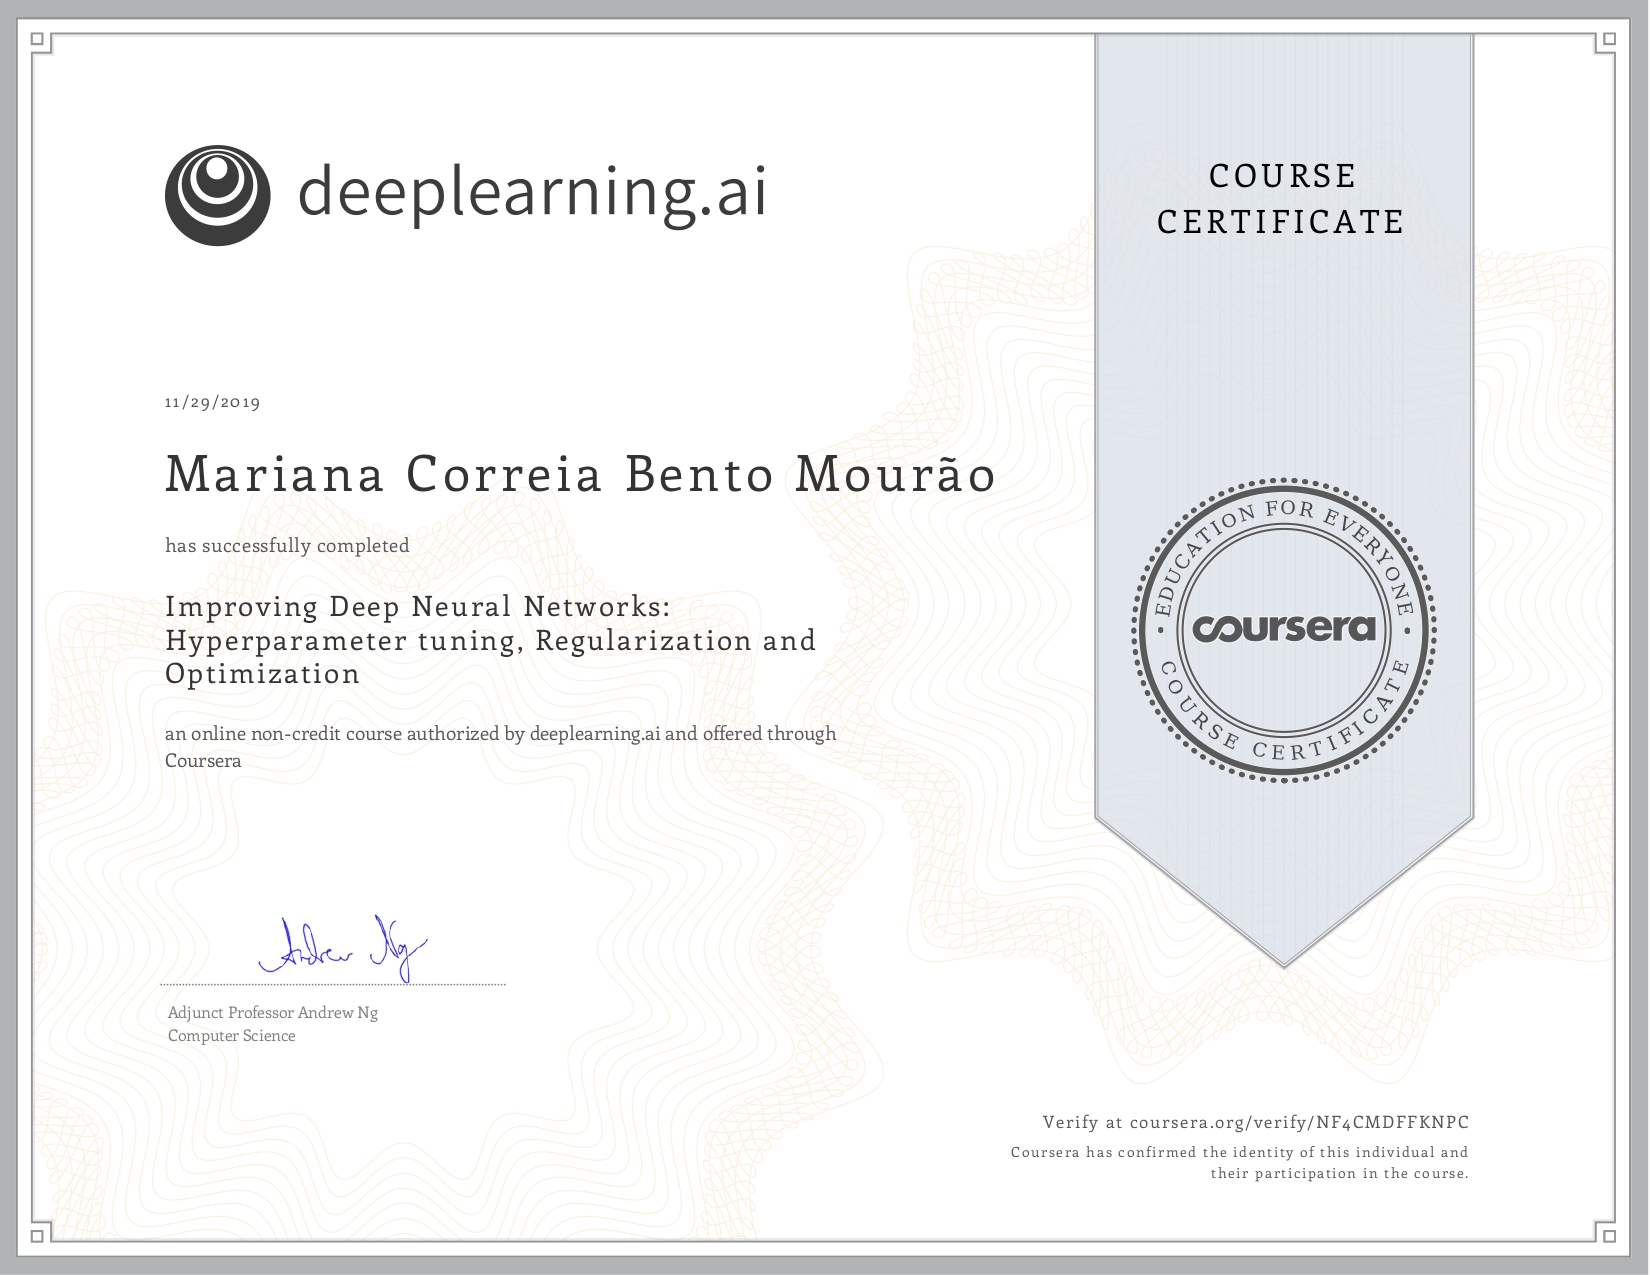 deeplearning.ai
COURSE
CERTIFICATE
11/29/2019
Mariana Correia Bento Mourão
has successfully completed
Improving Deep Neural Networks:
Hyperparameter tuning, Regularization and
Optimization
an online non-credit course authorized by deeplearning.ai and offered through
Coursera
EDUCATION FOR EVERYONE
coursera
COURSE CERTIFICATE
Andrew Ng
Adjunct Professor Andrew Ng
Computer Science
Verify at coursera.org/verify/NF4CMDFFKNPC
Coursera has confirmed the identity of this individual and
their participation in the course.